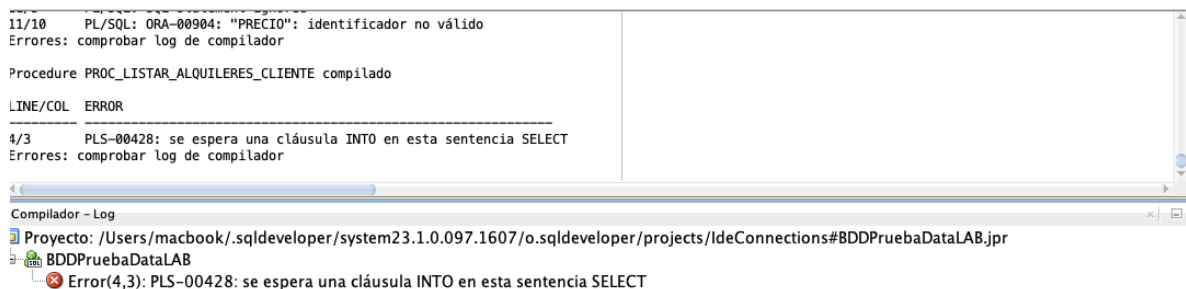 11/10 PL/SQL: ORA-00904: "PRECIO": identificador no válido
Errores: comprobar log de compilador
Procedure PROC_LISTAR_ALQUILERES_CLIENTE compilado
LINE/COL ERROR
--------- -------------------------------------------------------------
4/3 PLS-00428: se espera una cláusula INTO en esta sentencia SELECT
Errores: comprobar log de compilador
Compilador - Log
Proyecto: /Users/macbook/.sqldeveloper/system23.1.0.097.1607/o.sqldeveloper/projects/IdeConnections#BDDPruebaDataLAB.jpr
BDDPruebaDataLAB
Error(4,3): PLS-00428: se espera una cláusula INTO en esta sentencia SELECT